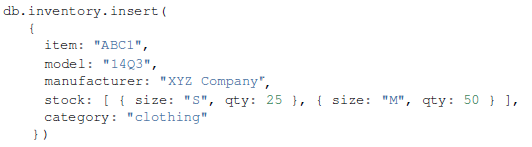 db.inventory.insert(
{
item: "ABC1",
model: "14Q3",
manufacturer: "XYZ Company",
stock: [ { size: "S", qty: 25 }, { size: "M", qty: 50 } ],
category: "clothing"
})